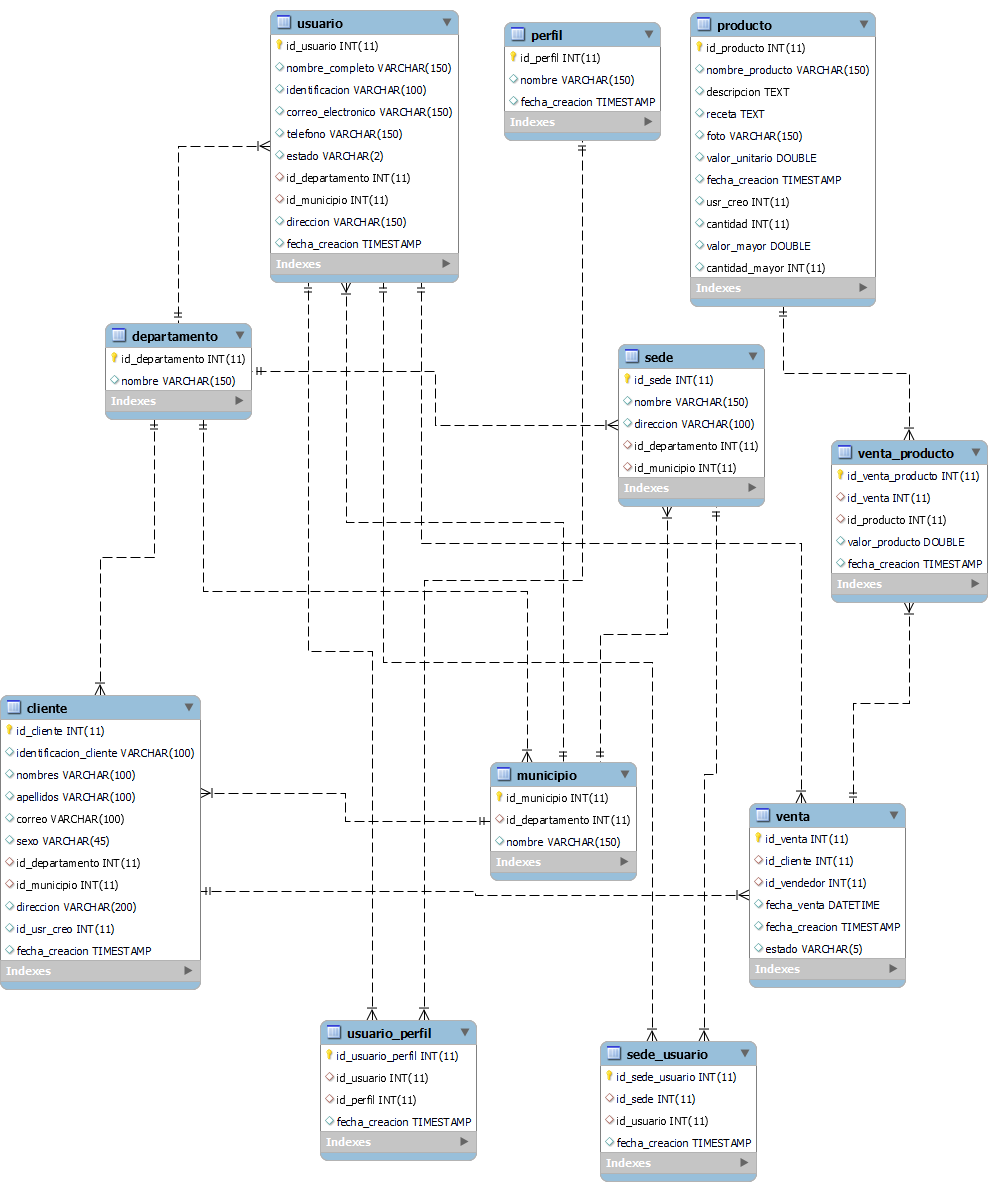 usuario
id_usuario INT(11)
nombre_completo VARCHAR(150)
identificacion VARCHAR(100)
correo_electronico VARCHAR(150)
telefono VARCHAR(150)
estado VARCHAR(2)
id_departamento INT(11)
id_municipio INT(11)
direccion VARCHAR(150)
fecha_creacion TIMESTAMP
Indexes
perfil
id_perfil INT(11)
nombre VARCHAR(150)
fecha_creacion TIMESTAMP
Indexes
producto
id_producto INT(11)
nombre_producto VARCHAR(150)
descripcion TEXT
receta TEXT
foto VARCHAR(150)
valor_unitario DOUBLE
fecha_creacion TIMESTAMP
usr_creo INT(11)
cantidad INT(11)
valor_mayor DOUBLE
cantidad_mayor INT(11)
Indexes
departamento
id_departamento INT(11)
nombre VARCHAR(150)
Indexes
sede
id_sede INT(11)
nombre VARCHAR(150)
direccion VARCHAR(100)
id_departamento INT(11)
id_municipio INT(11)
Indexes
venta_producto
id_venta_producto INT(11)
id_venta INT(11)
id_producto INT(11)
valor_producto DOUBLE
fecha_creacion TIMESTAMP
Indexes
cliente
id_cliente INT(11)
identificacion_cliente VARCHAR(100)
nombres VARCHAR(100)
apellidos VARCHAR(100)
correo VARCHAR(100)
sexo VARCHAR(45)
id_departamento INT(11)
id_municipio INT(11)
direccion VARCHAR(200)
id_usr_creo INT(11)
fecha_creacion TIMESTAMP
Indexes
municipio
id_municipio INT(11)
id_departamento INT(11)
nombre VARCHAR(150)
Indexes
venta
id_venta INT(11)
id_cliente INT(11)
id_vendedor INT(11)
fecha_venta DATETIME
fecha_creacion TIMESTAMP
estado VARCHAR(5)
Indexes
usuario_perfil
id_usuario_perfil INT(11)
id_usuario INT(11)
id_perfil INT(11)
fecha_creacion TIMESTAMP
Indexes
sede_usuario
id_sede_usuario INT(11)
id_sede INT(11)
id_usuario INT(11)
fecha_creacion TIMESTAMP
Indexes